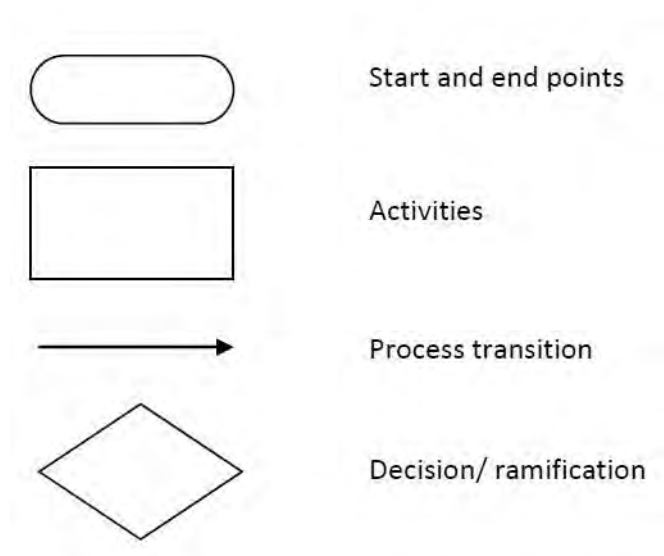 Start and end points
Activities
Process transition
Decision/ ramification